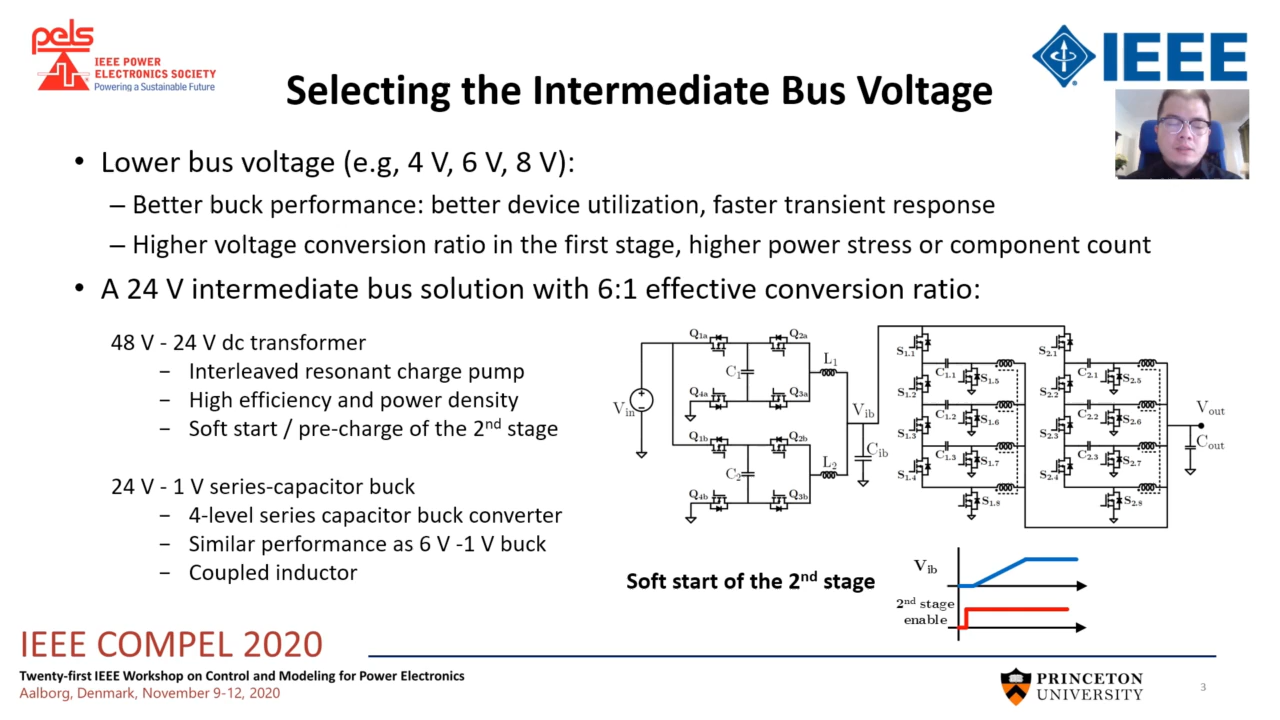 pels
IEEE POWER
ELECTRONICS SOCIETY
Powering a Sustainable Future
IEEE
Selecting the Intermediate Bus Voltage
• Lower bus voltage (e.g, 4 V, 6 V, 8 V):
– Better buck performance: better device utilization, faster transient response
– Higher voltage conversion ratio in the first stage, higher power stress or component count
• A 24 V intermediate bus solution with 6:1 effective conversion ratio:
48 V - 24 V dc transformer
− Interleaved resonant charge pump
− High efficiency and power density
− Soft start / pre-charge of the 2nd stage
24 V - 1 V series-capacitor buck
− 4-level series capacitor buck converter
− Similar performance as 6 V -1 V buck
− Coupled inductor
Vin
Q1a
Q2a
C1
L1
Q4a
Q3a
Q1b
Q2b
C2
L2
Q4b
Q3b
Vib
Cib
S1.1
C1.1
S1.5
S1.2
C1.2
S1.6
S1.3
C1.3
S1.7
S1.4
S1.8
S2.1
C2.1
S2.5
S2.2
C2.2
S2.6
S2.3
C2.3
S2.7
S2.4
S2.8
Vout
Cout
Soft start of the 2nd stage
Vib
2nd stage
enable
IEEE COMPEL 2020
Twenty-first IEEE Workshop on Control and Modeling for Power Electronics
Aalborg, Denmark, November 9-12, 2020
PRINCETON
UNIVERSITY
3